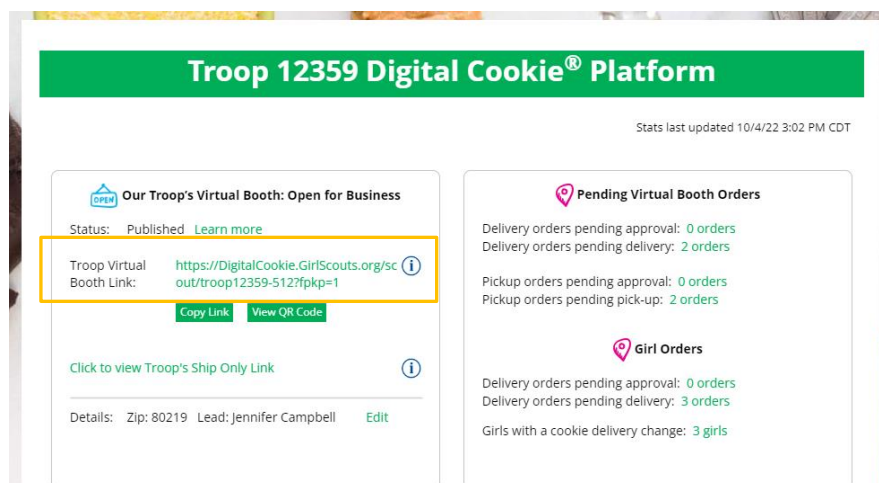 Troop 12359 Digital Cookie® Platform
Stats last updated 10/4/22 3:02 PM CDT
OPEN Our Troop's Virtual Booth: Open for Business
Status: Published Learn more
Troop Virtual Booth Link: https://DigitalCookie.GirlScouts.org/sc
out/troop12359-512?fpkp=1
Copy Link View QR Code
Click to view Troop's Ship Only Link
Details: Zip: 80219 Lead: Jennifer Campbell Edit
Pending Virtual Booth Orders
Delivery orders pending approval: 0 orders
Delivery orders pending delivery: 2 orders
Pickup orders pending approval: 0 orders
Pickup orders pending pick-up: 2 orders
Girl Orders
Delivery orders pending approval: 0 orders
Delivery orders pending delivery: 3 orders
Girls with a cookie delivery change: 3 girls